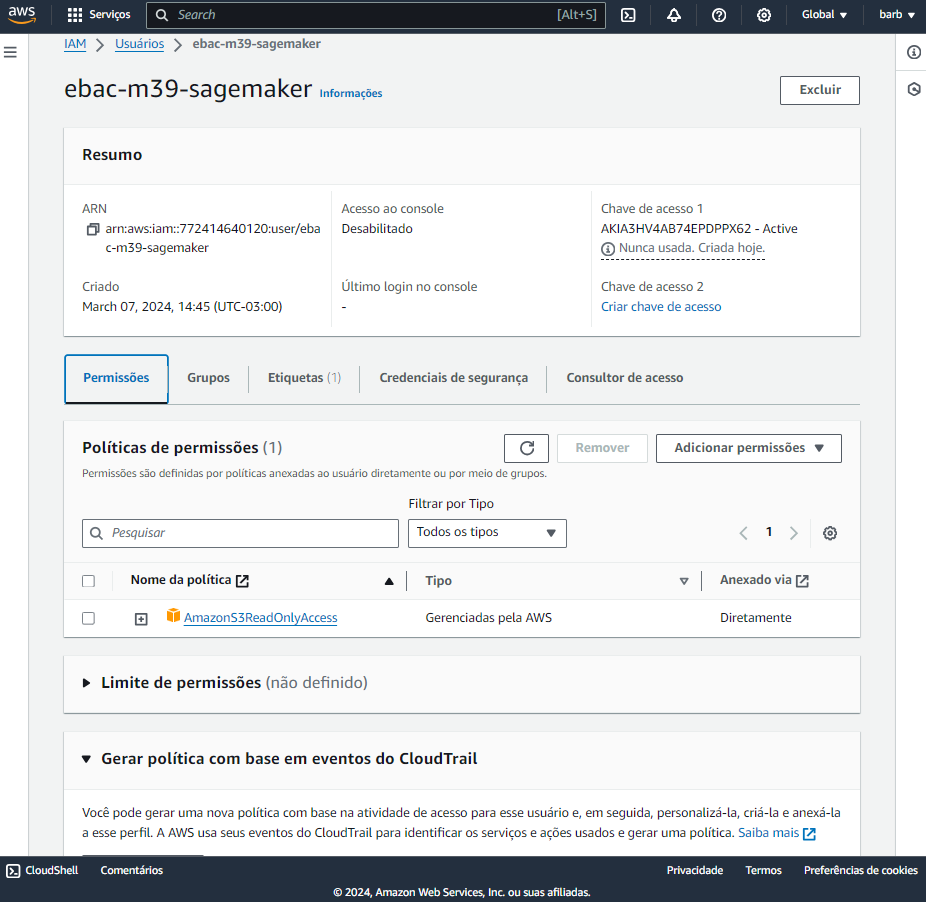 aws Serviços Search [Alt+S] Global barb
IAM Usuários ebac-m39-sagemaker
ebac-m39-sagemaker Informações Excluir
Resumo
ARN Acesso ao console Chave de acesso 1
arn:aws:iam::772414640120:user/eba Desabilitado AKIA3HV4AB74EPDPPX62 - Active
c-m39-sagemaker Nunca usada. Criada hoje.
Criado Último login no console Chave de acesso 2
March 07, 2024, 14:45 (UTC-03:00) - Criar chave de acesso
Permissões Grupos Etiquetas (1) Credenciais de segurança Consultor de acesso
Políticas de permissões (1) Remover Adicionar permissões
Permissões são definidas por políticas anexadas ao usuário diretamente ou por meio de grupos.
Filtrar por Tipo
Pesquisar Todos os tipos 1
Nome da política Tipo Anexado via
AmazonS3ReadOnlyAccess Gerenciadas pela AWS Diretamente
Limite de permissões (não definido)
Gerar política com base em eventos do CloudTrail
Você pode gerar uma nova política com base na atividade de acesso para esse usuário e, em seguida, personalizá-la, criá-la e anexá-la
a esse perfil. A AWS usa seus eventos do CloudTrail para identificar os serviços e ações usados e gerar uma política. Saiba mais
CloudShell Comentários Privacidade Termos Preferências de cookies
© 2024, Amazon Web Services, Inc. ou suas afiliadas.